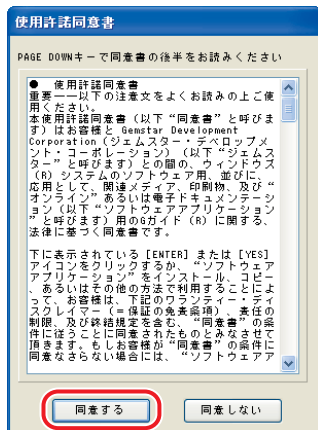 使用許諾同意書
PAGE DOWNキーで同意書の後半をお読みください
● 使用許諾同意書
重要――以下の注意文をよくお読みの上ご使
用ください。
本使用許諾同意書（以下“同意書”と呼びま
す）はお客様と Gemstar Development
Corporation（ジェムスター・デベロップメ
ント・コーポレーション）（以下“ジェムス
ター”と呼びます）との間の、ウィンドウズ
（R）システムのソフトウェア用、並びに、
応用として、関連メディア、印刷物、及び“
オンライン”あるいは電子ドキュメンテーシ
ョン（以下“ソフトウェアアプリケーション
”と呼びます）用のGガイド（R）に関する、
法律に基づく同意書です。
下に表示されている［ENTER］または［YES］
アイコンをクリックするか、“ソフトウェア
アプリケーション”をインストール、コピー
、あるいはその他の方法で利用することによ
って、お客様は、下記のワランティー・ディ
スクレイマー（＝保証の免責条項）、責任の
制限、及び終結規定を含む、“同意書”の条
件に従うことに同意されたものとみなさせて
頂きます。もしお客様が“同意書”の条件に
同意なさらない場合には、“ソフトウェアア
同意する
同意しない